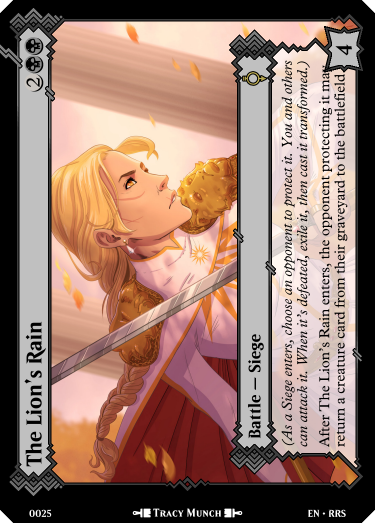 The Lion's Rain
2
Battle – Siege
4
(As a Siege enters, choose an opponent to protect it. You and others
can attack it. When it's defeated, exile it, then cast it transformed.)
After The Lion's Rain enters, the opponent protecting it may
return a creature card from their graveyard to the battlefield.
0025
Tracy Munch
EN • RRS